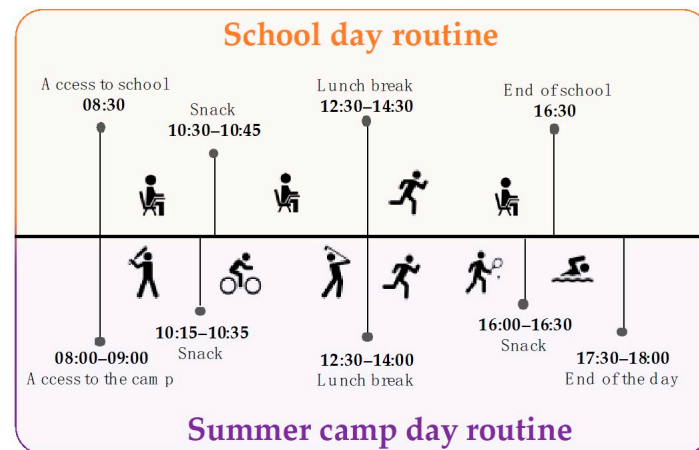 School day routine
Access to school
08:30
Snack
10:30–10:45
Lunch break
12:30–14:30
End of school
16:30
08:00–09:00
Access to the camp
10:15–10:35
Snack
12:30–14:00
Lunch break
16:00–16:30
Snack
17:30–18:00
End of the day
Summer camp day routine